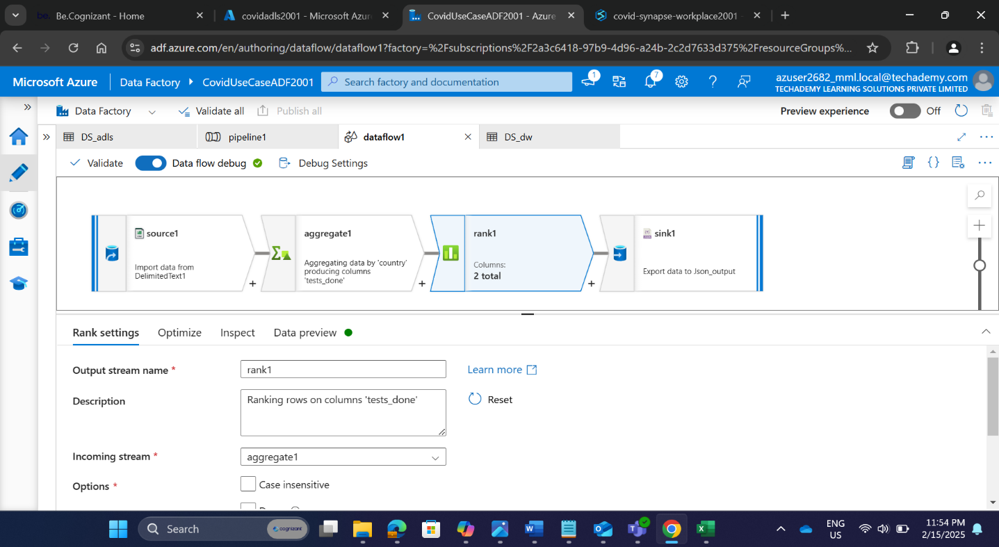 be. Be.Cognizant - Home
covidadls2001 - Microsoft Azur
CovidUseCaseADF2001 - Azure
covid-synapse-workplace2001
adf.azure.com/en/authoring/dataflow/dataflow1?factory=%2Fsubscriptions%2F2a3c6418-97b9-4d96-a24b-2c2d7633d375%2FresourceGroups%...
Microsoft Azure
Data Factory
CovidUseCaseADF2001
Search factory and documentation
1
7
azuser2682_mml.local@techademy.com
TECHADEMY LEARNING SOLUTIONS PRIVATE LIMITED
Data Factory
Validate all
Publish all
Preview experience
Off
DS_adls
pipeline1
dataflow1
DS_dw
Validate
Data flow debug
Debug Settings
source1
Import data from
DelimitedText1
aggregate1
Aggregating data by 'country'
producing columns
'tests_done'
rank1
Columns:
2 total
sink1
Export data to Json_output
Rank settings
Optimize
Inspect
Data preview
Output stream name *
rank1
Learn more
Description
Ranking rows on columns 'tests_done'
Reset
Incoming stream *
aggregate1
Options *
Case insensitive
Search
cognizant
ENG
US
11:54 PM
2/15/2025